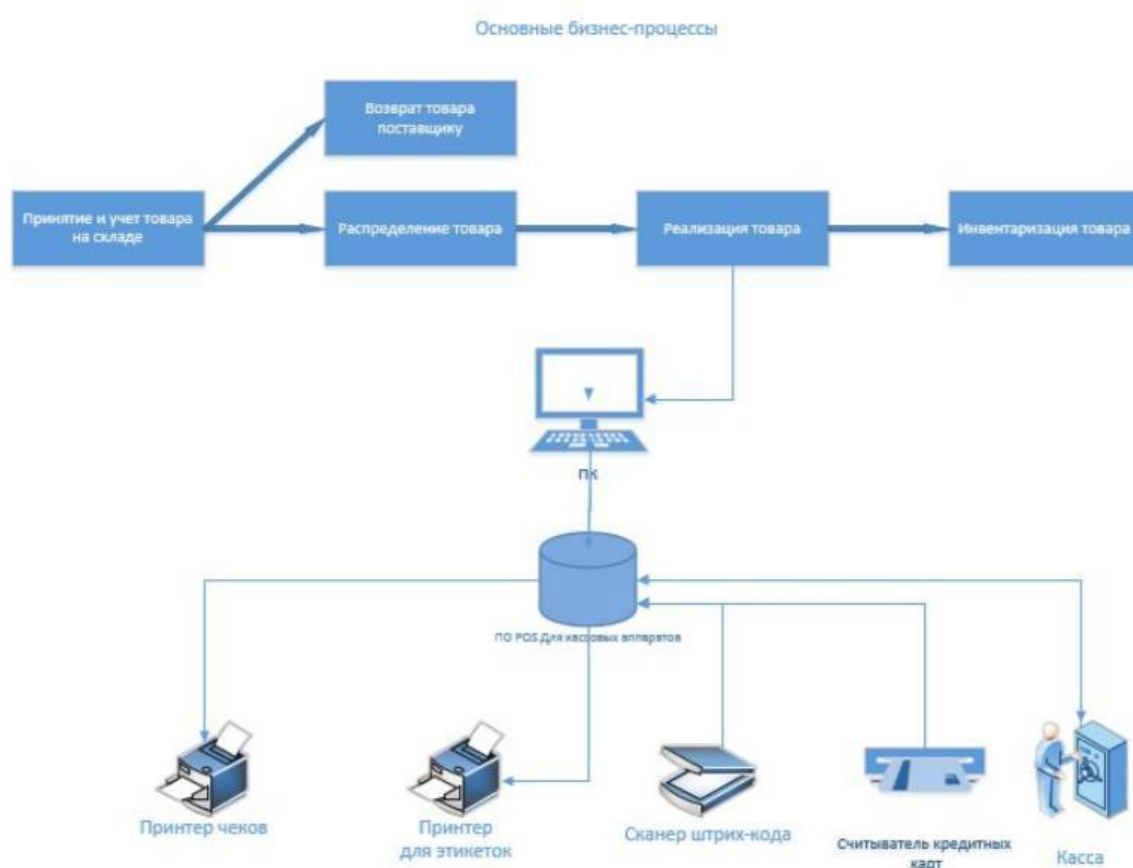 Основные бизнес-процессы
Возврат товара
поставщику
Принятие и учет товара
на складе
Распределение товара
Реализация товара
Инвентаризация товара
ПК
ПО POS Для кассовых аппаратов
Принтер чеков
Принтер
для этикеток
Сканер штрих-кода
Считыватель кредитных
карт
Касса